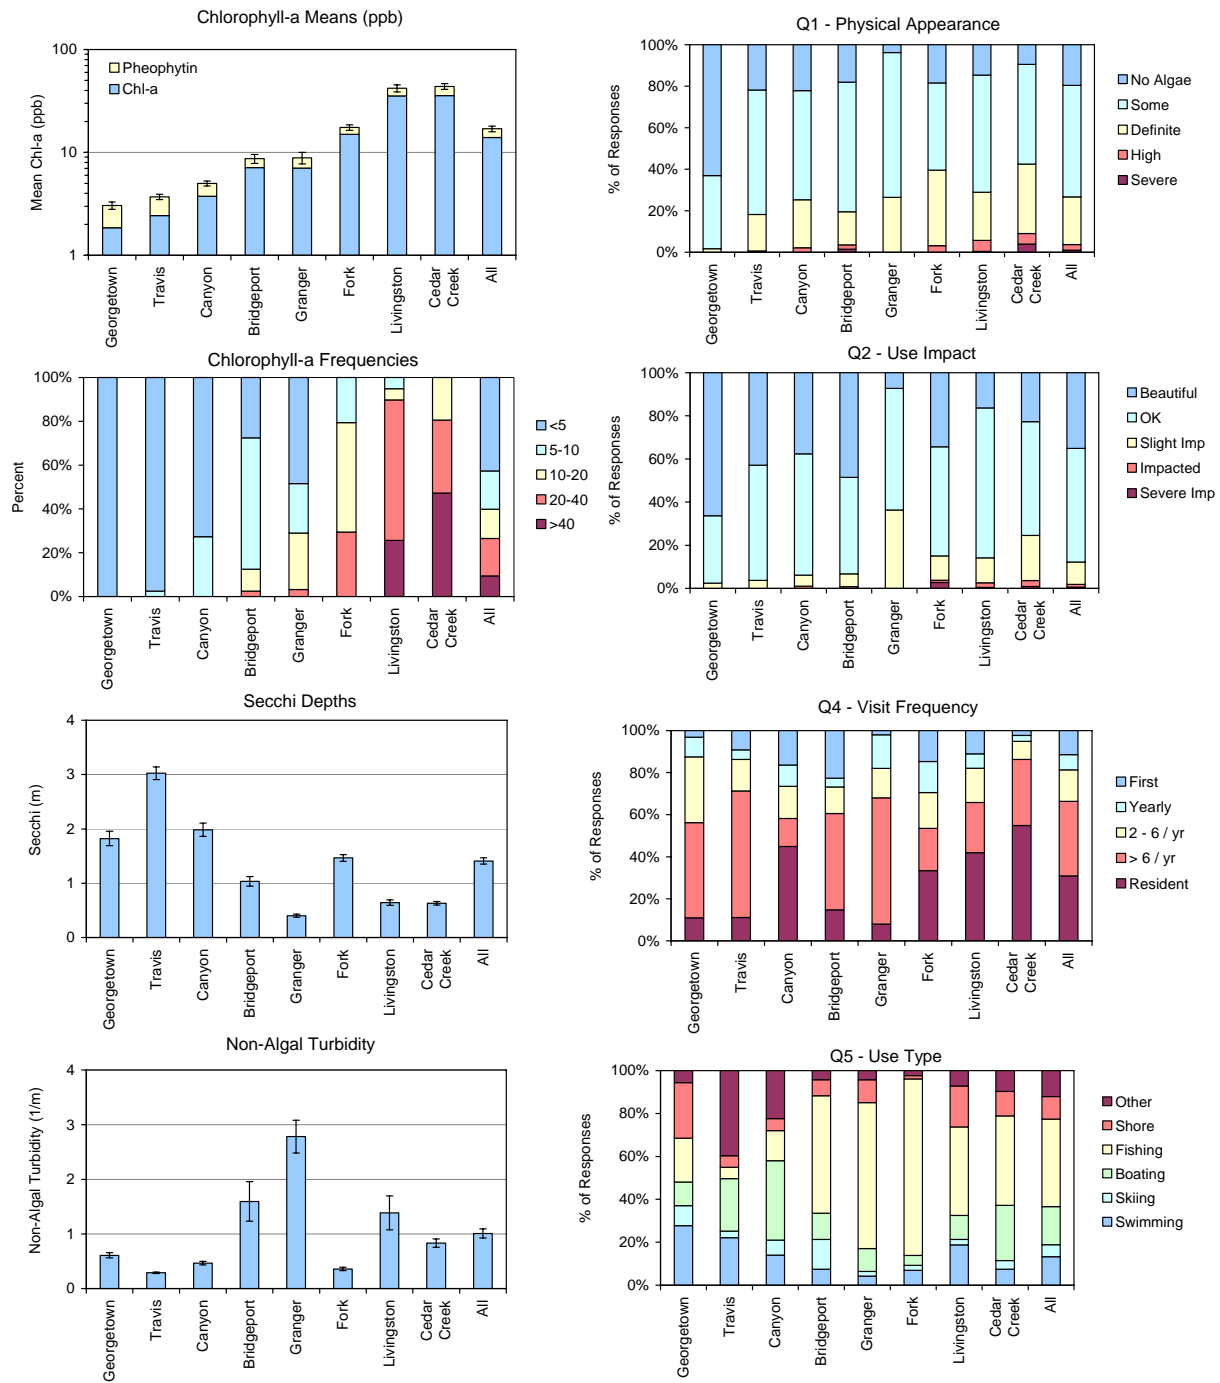 Chlorophyll-a Means (ppb)
Mean Chl-a (ppb)
100
10
1
Pheophytin
Chl-a
Georgetown
Travis
Canyon
Bridgeport
Granger
Fork
Livingston
Cedar
Creek
All
Q1 - Physical Appearance
% of Responses
100%
80%
60%
40%
20%
0%
No Algae
Some
Definite
High
Severe
Georgetown
Travis
Canyon
Bridgeport
Granger
Fork
Livingston
Cedar
Creek
All
Chlorophyll-a Frequencies
Percent
100%
80%
60%
40%
20%
0%
<5
5-10
10-20
20-40
>40
Georgetown
Travis
Canyon
Bridgeport
Granger
Fork
Livingston
Cedar
Creek
All
Q2 - Use Impact
% of Responses
100%
80%
60%
40%
20%
0%
Beautiful
OK
Slight Imp
Impacted
Severe Imp
Georgetown
Travis
Canyon
Bridgeport
Granger
Fork
Livingston
Cedar
Creek
All
Secchi Depths
Secchi (m)
4
3
2
1
0
Georgetown
Travis
Canyon
Bridgeport
Granger
Fork
Livingston
Cedar
Creek
All
Q4 - Visit Frequency
% of Responses
100%
80%
60%
40%
20%
0%
First
Yearly
2 - 6 / yr
> 6 / yr
Resident
Georgetown
Travis
Canyon
Bridgeport
Granger
Fork
Livingston
Cedar
Creek
All
Non-Algal Turbidity
Non-Algal Turbidity (1/m)
4
3
2
1
0
Georgetown
Travis
Canyon
Bridgeport
Granger
Fork
Livingston
Cedar
Creek
All
Q5 - Use Type
% of Responses
100%
80%
60%
40%
20%
0%
Other
Shore
Fishing
Boating
Skiing
Swimming
Georgetown
Travis
Canyon
Bridgeport
Granger
Fork
Livingston
Cedar
Creek
All